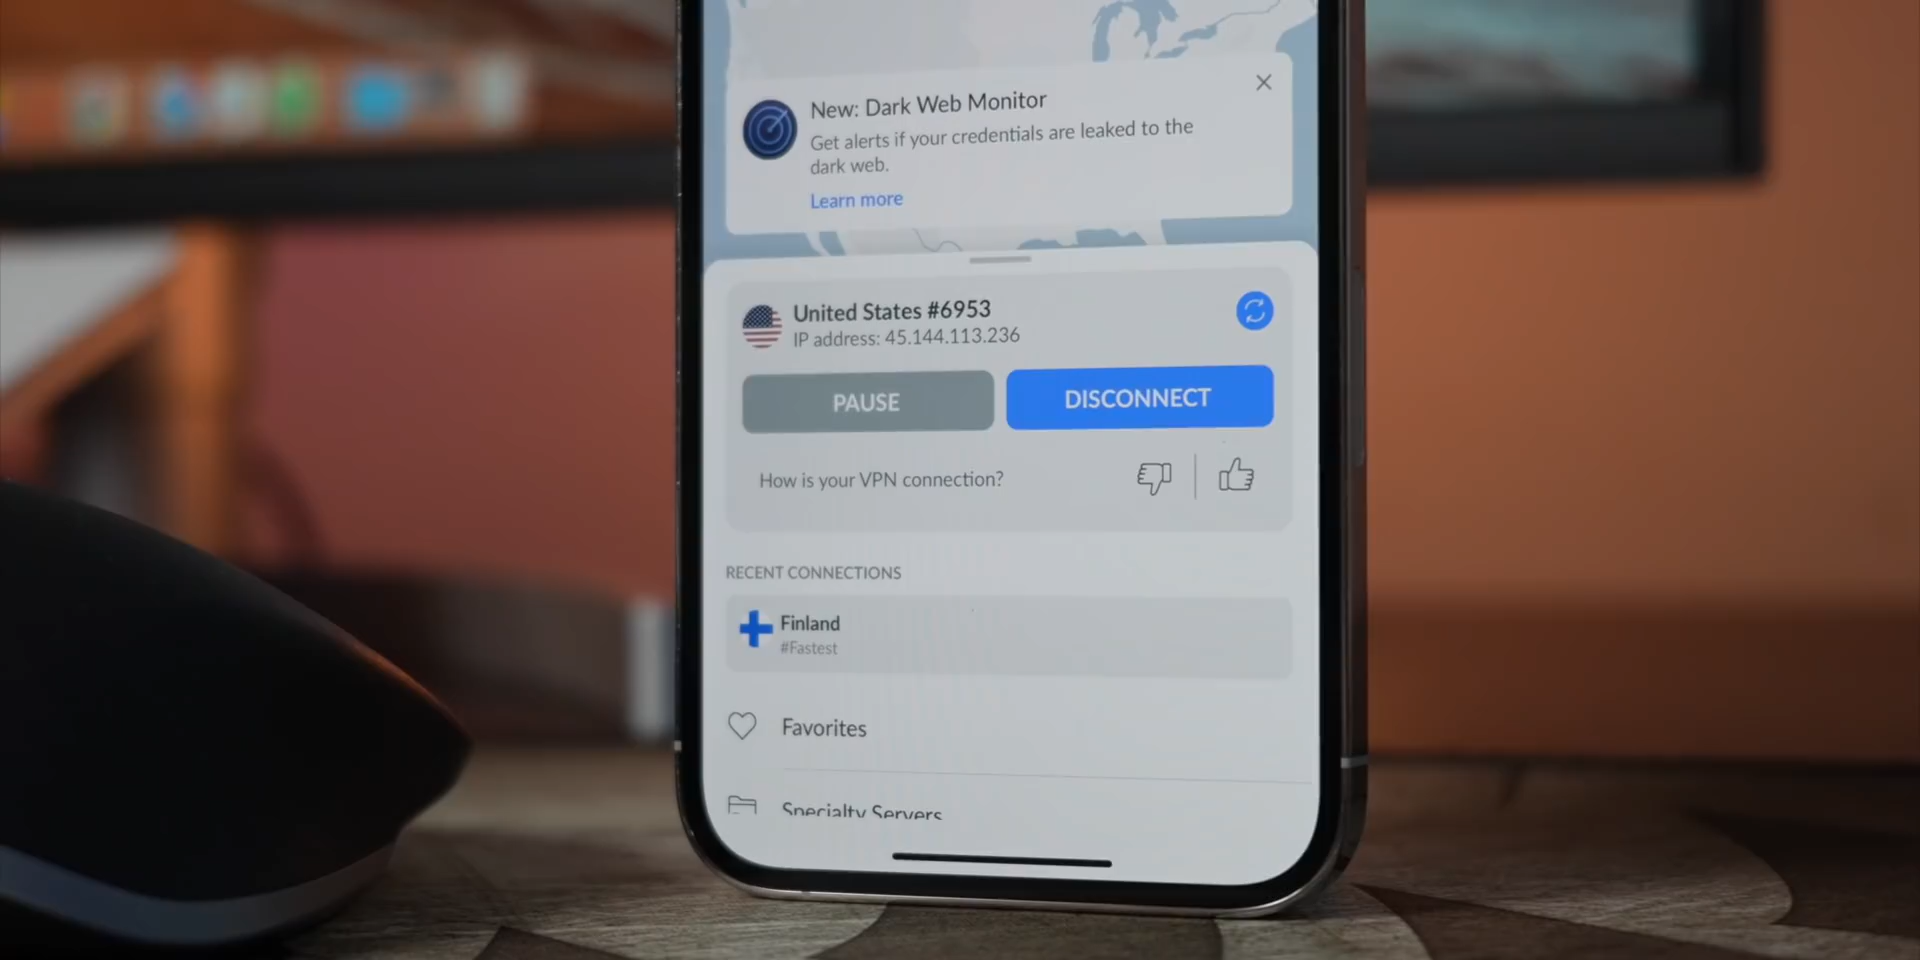 New: Dark Web Monitor
Get alerts if your credentials are leaked to the
dark web.
Learn more
United States #6953
IP address: 45.144.113.236
PAUSE
DISCONNECT
How is your VPN connection?
RECENT CONNECTIONS
Finland
#Fastest
Favorites
Specialty Servers